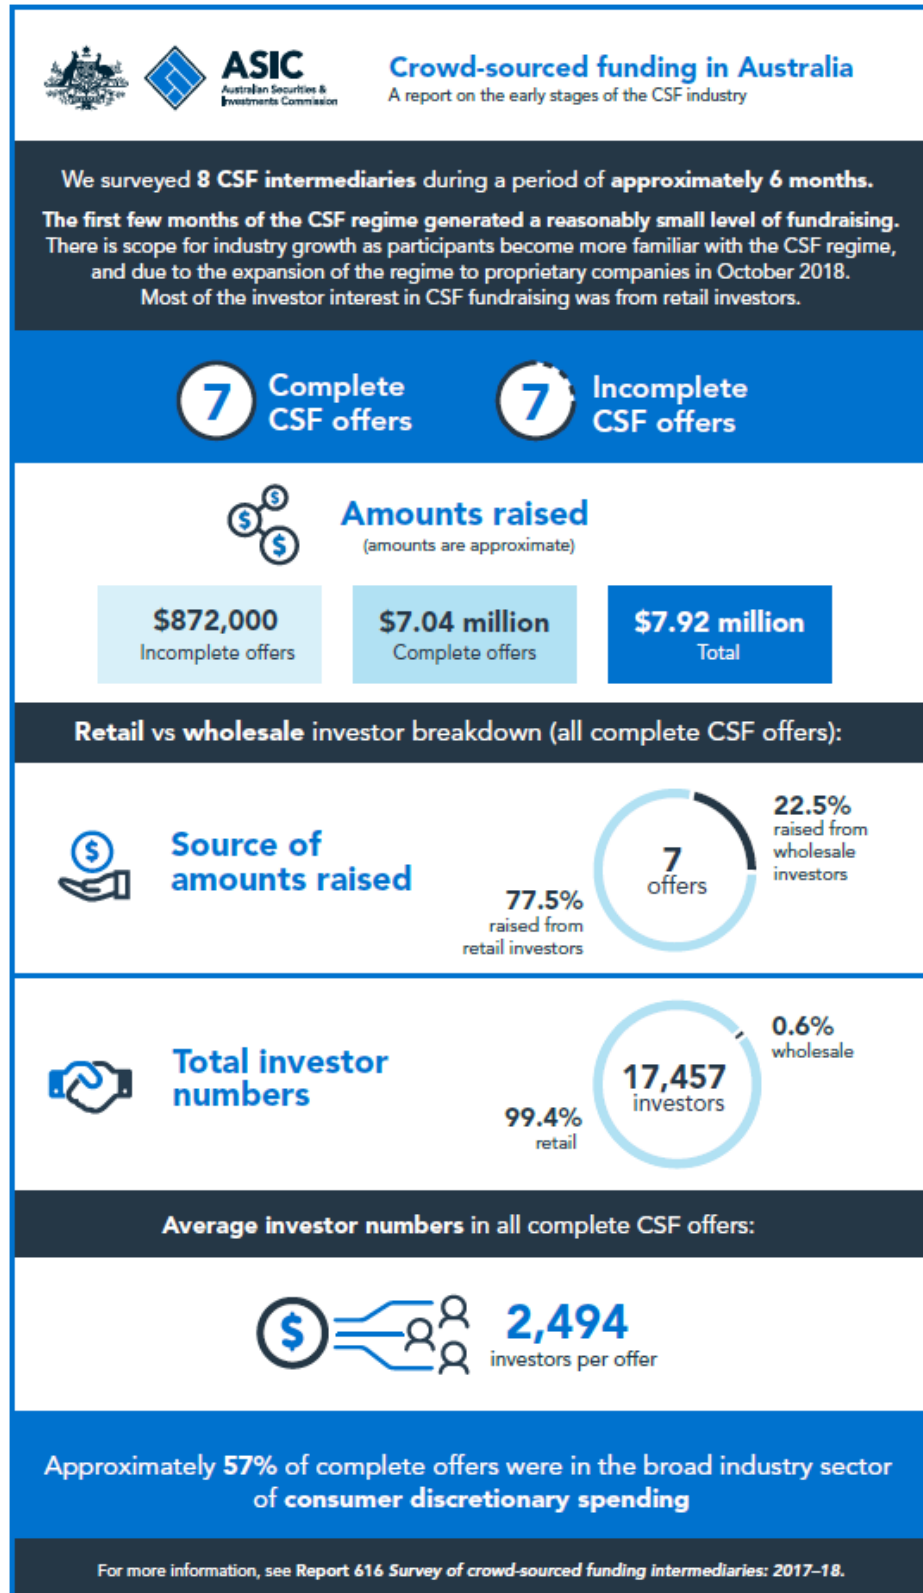 ASIC
Australian Securities &
Investments Commission
Crowd-sourced funding in Australia
A report on the early stages of the CSF industry
We surveyed 8 CSF intermediaries during a period of approximately 6 months.
The first few months of the CSF regime generated a reasonably small level of fundraising.
There is scope for industry growth as participants become more familiar with the CSF regime,
and due to the expansion of the regime to proprietary companies in October 2018.
Most of the investor interest in CSF fundraising was from retail investors.
7
Complete
CSF offers
7
Incomplete
CSF offers
$
$
$
Amounts raised
(amounts are approximate)
$872,000
Incomplete offers
$7.04 million
Complete offers
$7.92 million
Total
Retail vs wholesale investor breakdown (all complete CSF offers):
$
Source of
amounts raised
77.5%
raised from
retail investors
7
offers
22.5%
raised from
wholesale
investors
Total investor
numbers
99.4%
retail
17,457
investors
0.6%
wholesale
Average investor numbers in all complete CSF offers:
$
2,494
investors per offer
Approximately 57% of complete offers were in the broad industry sector
of consumer discretionary spending
For more information, see Report 616 Survey of crowd-sourced funding intermediaries: 2017–18.